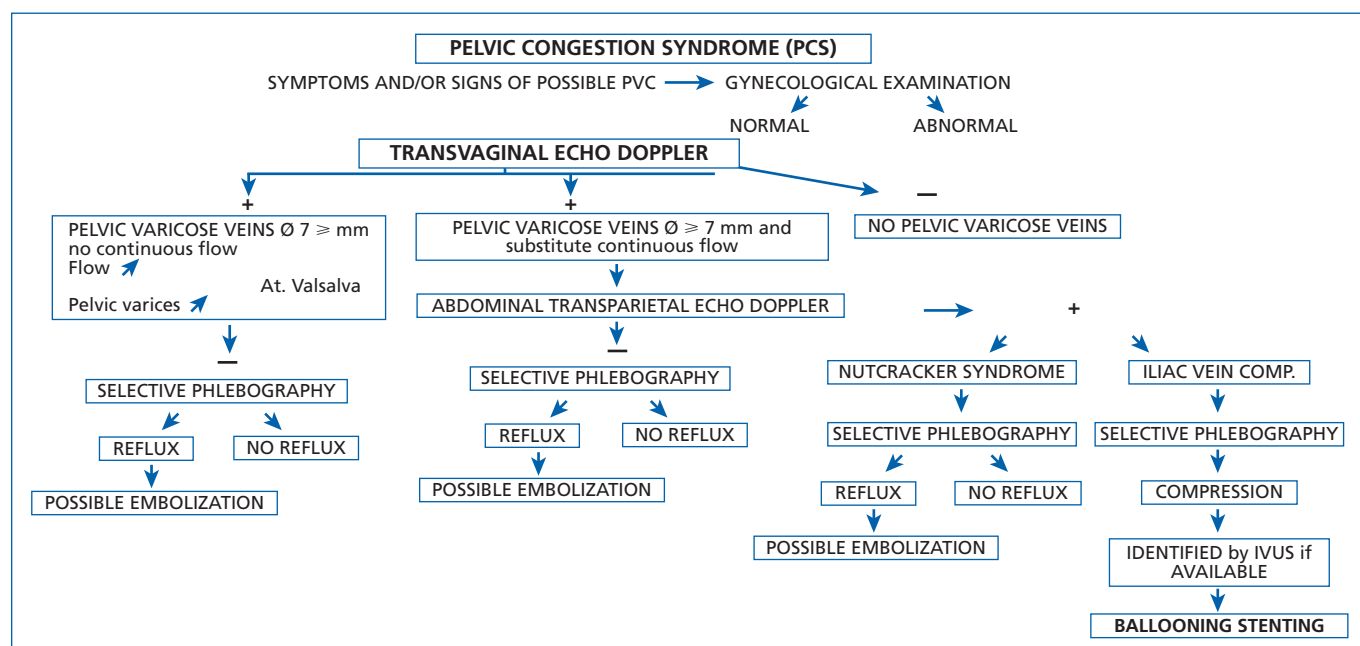 PELVIC CONGESTION SYNDROME (PCS)
SYMPTOMS AND/OR SIGNS OF POSSIBLE PVC GYNECOLOGICAL EXAMINATION
NORMAL ABNORMAL
TRANSVAGINAL ECHO DOPPLER
+ + —
PELVIC VARICOSE VEINS Ø 7 ⩾ mm
no continuous flow
Flow
At. Valsalva
Pelvic varices
PELVIC VARICOSE VEINS Ø ⩾ 7 mm and
substitute continuous flow
NO PELVIC VARICOSE VEINS
ABDOMINAL TRANSPARIETAL ECHO DOPPLER +
—
SELECTIVE PHLEBOGRAPHY
REFLUX NO REFLUX
POSSIBLE EMBOLIZATION
—
SELECTIVE PHLEBOGRAPHY
REFLUX NO REFLUX
POSSIBLE EMBOLIZATION
NUTCRACKER SYNDROME
SELECTIVE PHLEBOGRAPHY
REFLUX NO REFLUX
POSSIBLE EMBOLIZATION
ILIAC VEIN COMP.
SELECTIVE PHLEBOGRAPHY
COMPRESSION
IDENTIFIED by IVUS if
AVAILABLE
BALLOONING STENTING